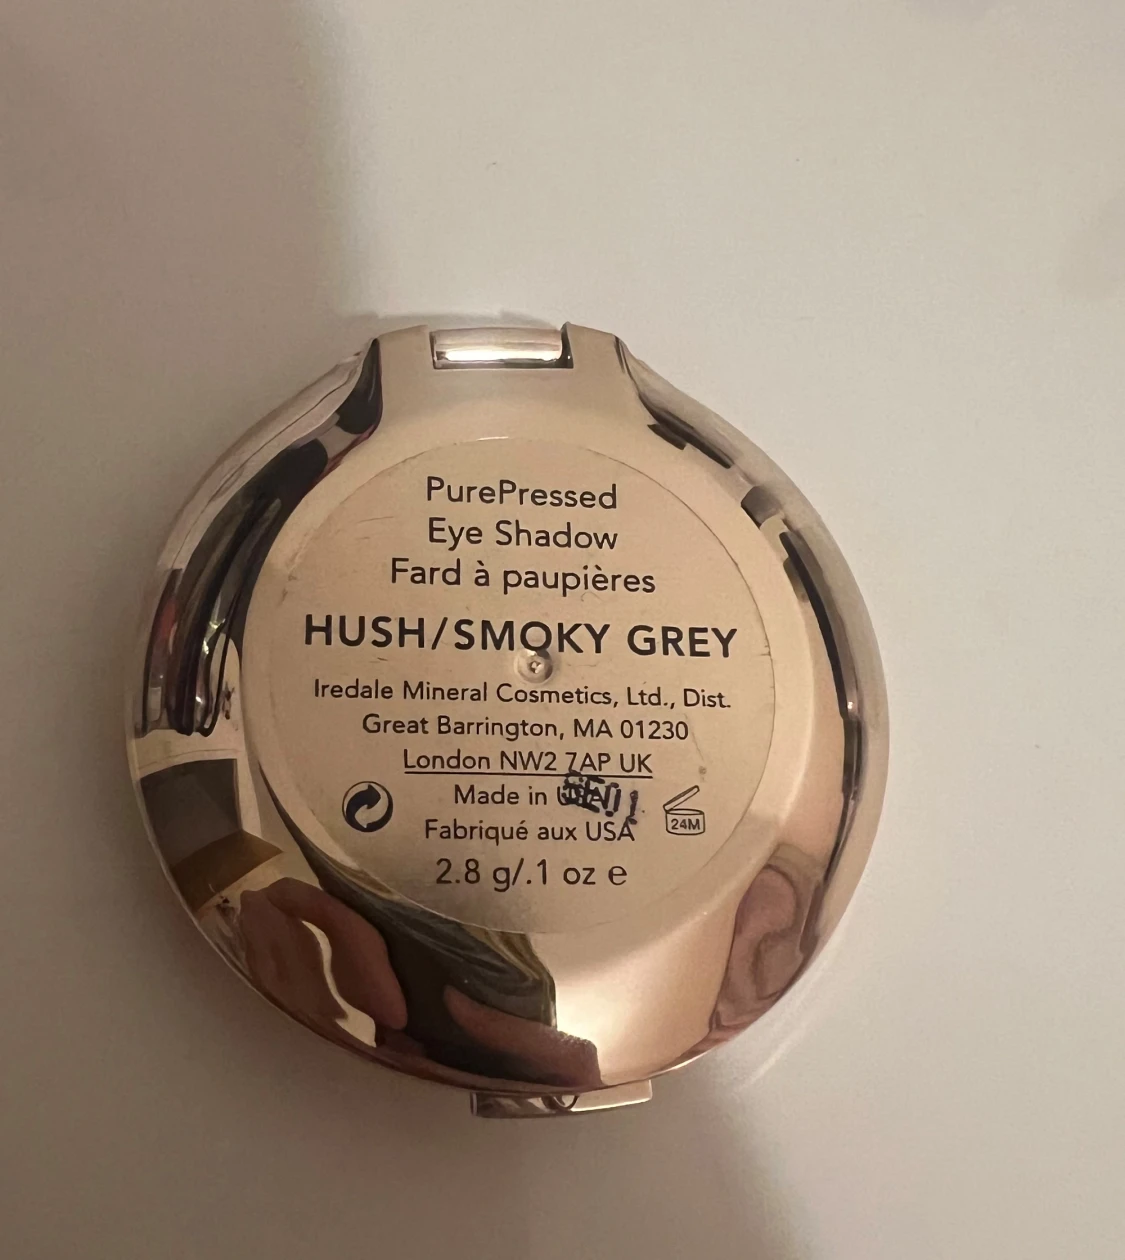 PurePressed
Eye Shadow
Fard à paupières
HUSH/SMOKY GREY
Iredale Mineral Cosmetics, Ltd., Dist.
Great Barrington, MA 01230
London NW2 7AP UK
Made in
Fabriqué aux USA
24M
2.8 g/.1 oz e